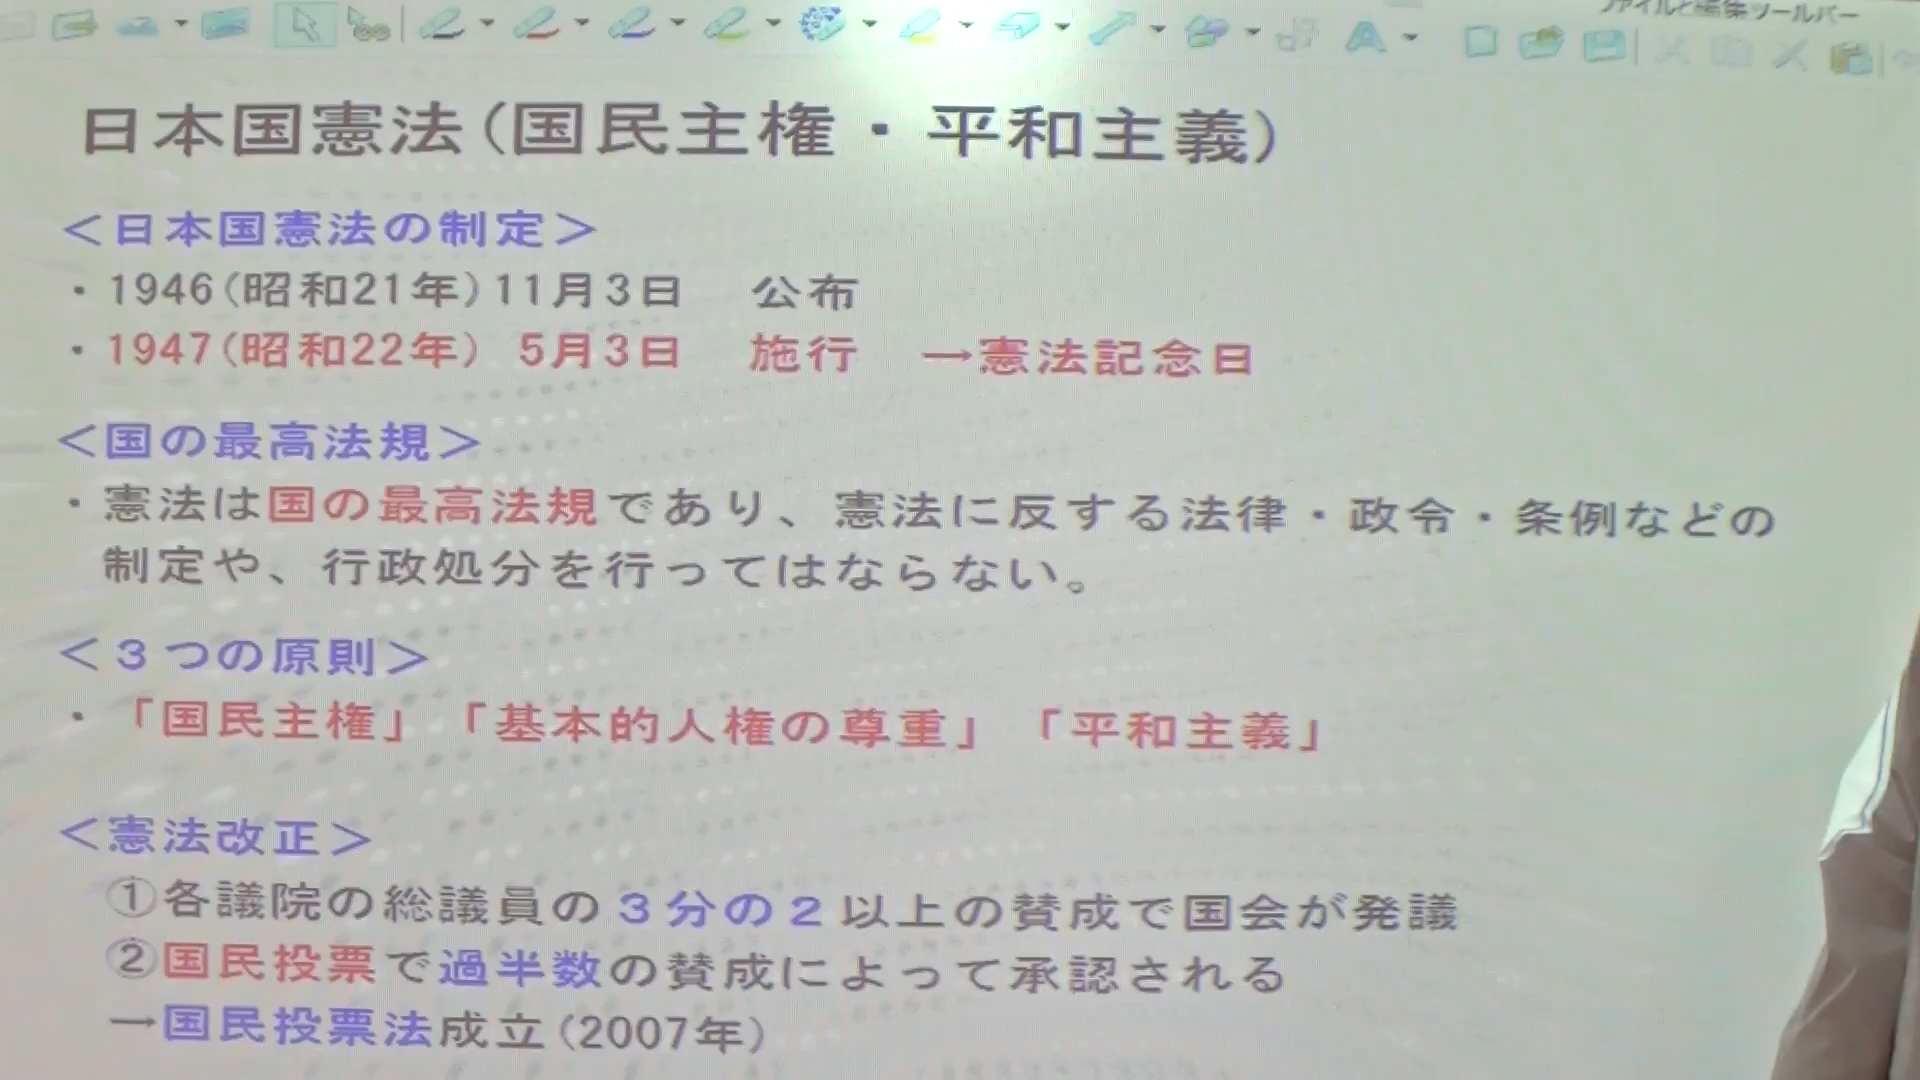 ファイルと編集ツールバー
日本国憲法(国民主権・平和主義)
＜日本国憲法の制定＞
・1946(昭和21年)11月3日　公布
・1947(昭和22年) 5月3日　施行　→憲法記念日
＜国の最高法規＞
・憲法は国の最高法規であり、憲法に反する法律・政令・条例などの
制定や、行政処分を行ってはならない。
＜３つの原則＞
・「国民主権」「基本的人権の尊重」「平和主義」
＜憲法改正＞
①各議院の総議員の３分の２以上の賛成で国会が発議
②国民投票で過半数の賛成によって承認される
→国民投票法成立(2007年)